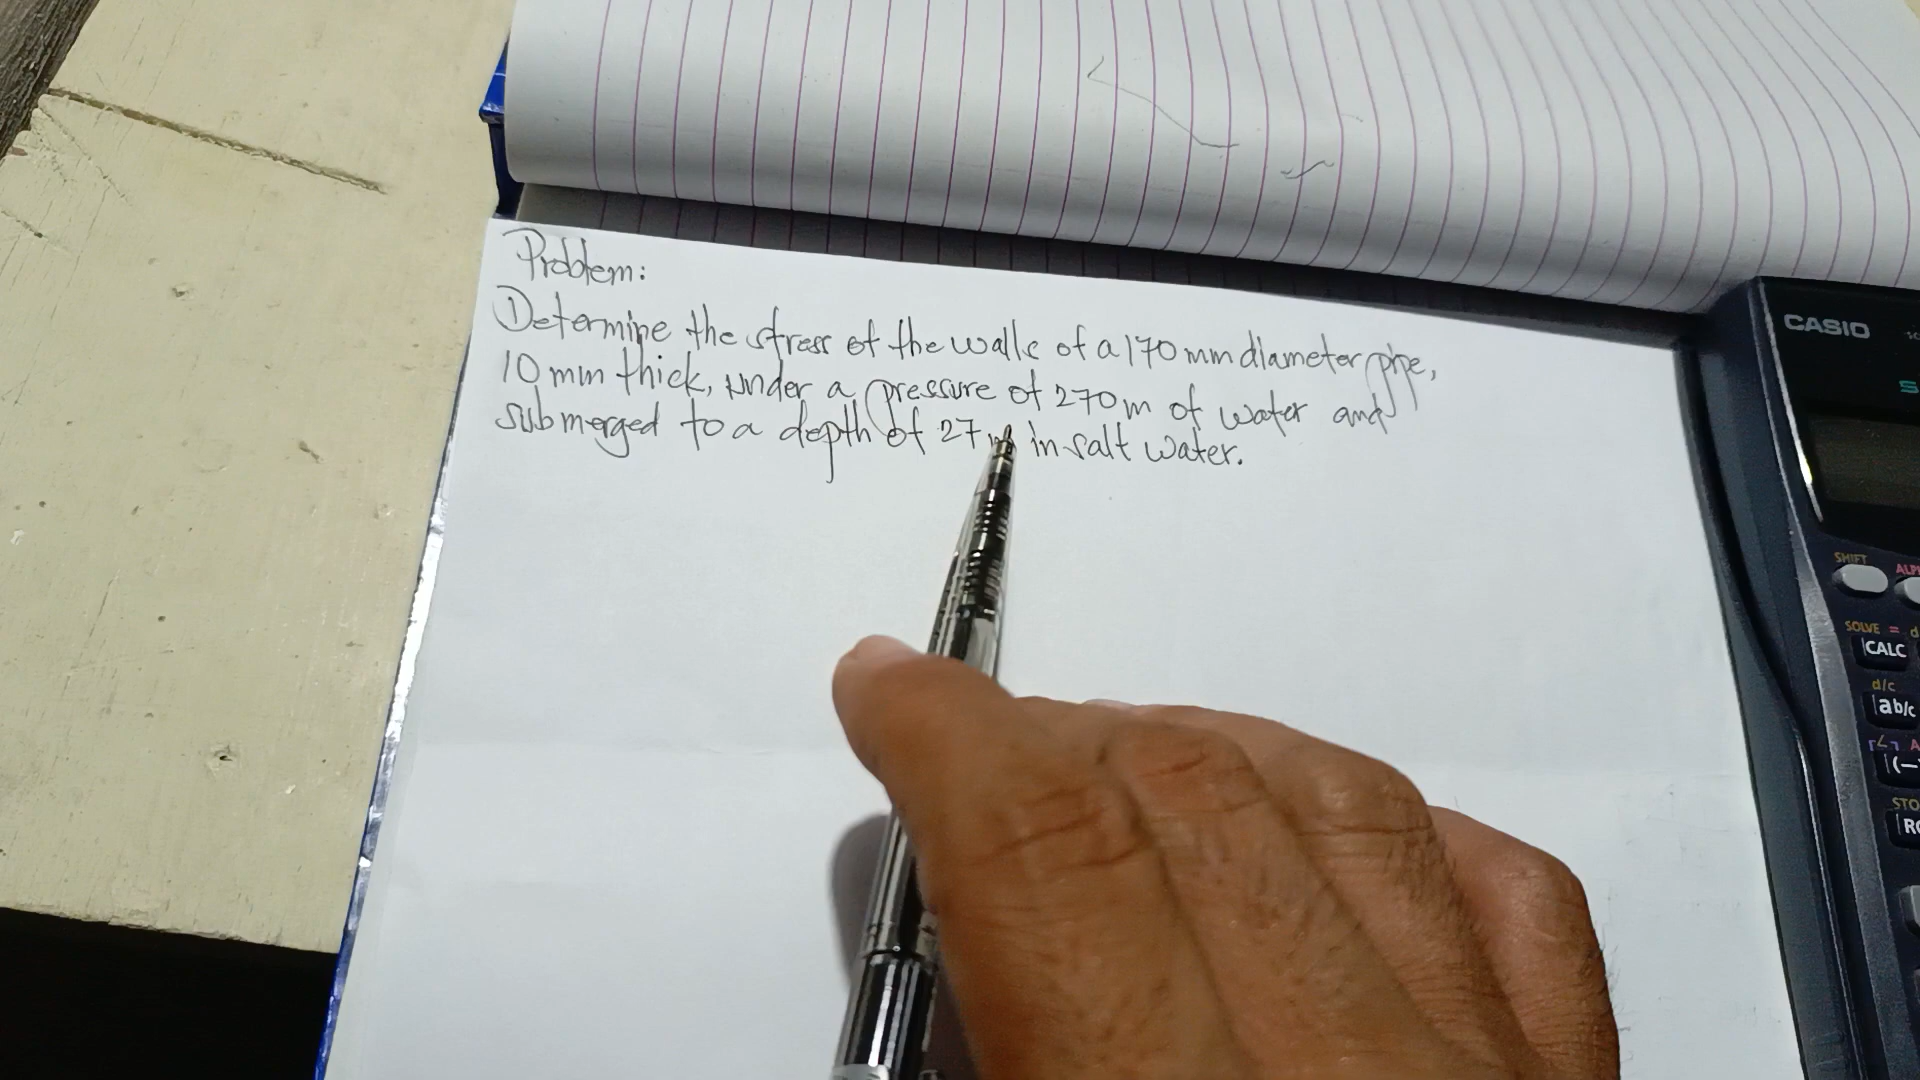 Problem:
① Determine the stress of the walls of a 170 mm diameter pipe,
10 mm thick, under a pressure of 270 m of water and
submerged to a depth of 27 m in salt water.
CASIO
SHIFT
SOLVE =
CALC
d/c
ab/c
(−
STO